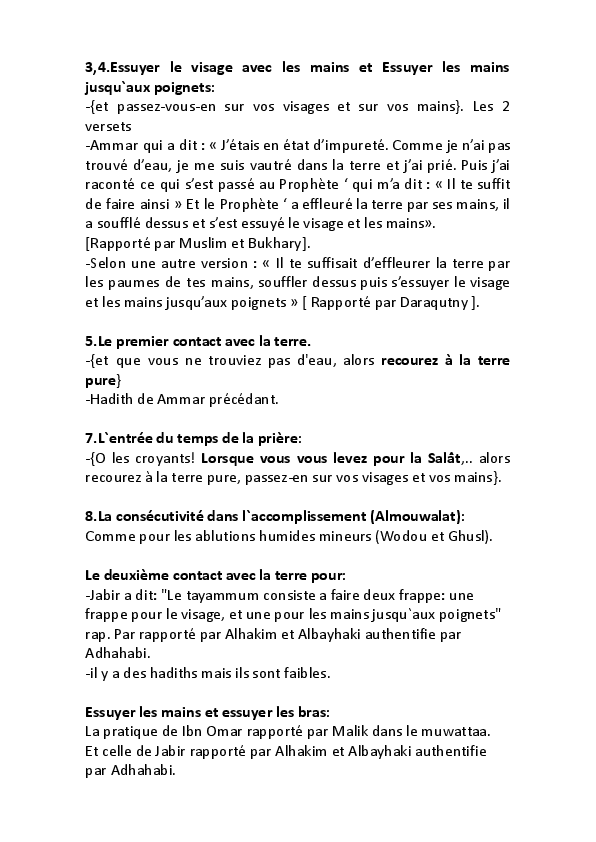 3,4.Essuyer le visage avec les mains et Essuyer les mains
jusqu`aux poignets:
-{et passez-vous-en sur vos visages et sur vos mains}. Les 2
versets
-Ammar qui a dit : « J’étais en état d’impureté. Comme je n’ai pas
trouvé d’eau, je me suis vautré dans la terre et j’ai prié. Puis j’ai
raconté ce qui s’est passé au Prophète ‘ qui m’a dit : « Il te suffit
de faire ainsi » Et le Prophète ‘ a effleuré la terre par ses mains, il
a soufflé dessus et s’est essuyé le visage et les mains».
[Rapporté par Muslim et Bukhary].
-Selon une autre version : « Il te suffisait d’effleurer la terre par
les paumes de tes mains, souffler dessus puis s’essuyer le visage
et les mains jusqu’aux poignets » [ Rapporté par Daraqutny ].
5.Le premier contact avec la terre.
-{et que vous ne trouviez pas d'eau, alors recourez à la terre
pure}
-Hadith de Ammar précédant.
7.L`entrée du temps de la prière:
-{O les croyants! Lorsque vous vous levez pour la Salât,.. alors
recourez à la terre pure, passez-en sur vos visages et vos mains}.
8.La consécutivité dans l`accomplissement (Almouwalat):
Comme pour les ablutions humides mineurs (Wodou et Ghusl).
Le deuxième contact avec la terre pour:
-Jabir a dit: "Le tayammum consiste a faire deux frappe: une
frappe pour le visage, et une pour les mains jusqu`aux poignets"
rap. Par rapporté par Alhakim et Albayhaki authentifie par
Adhahabi.
-il y a des hadiths mais ils sont faibles.
Essuyer les mains et essuyer les bras:
La pratique de Ibn Omar rapporté par Malik dans le muwattaa.
Et celle de Jabir rapporté par Alhakim et Albayhaki authentifie
par Adhahabi.